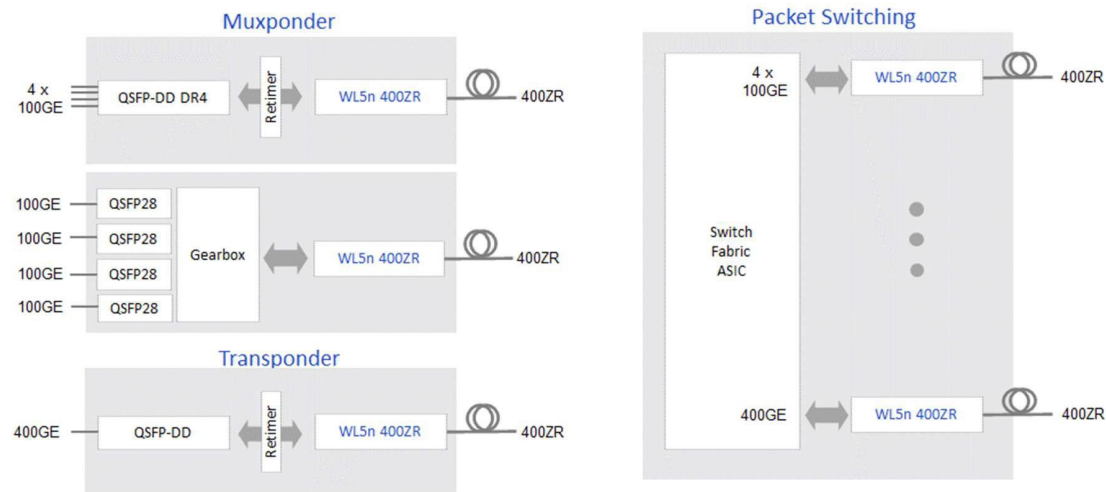 Muxponder
4 x
100GE
QSFP-DD DR4
Retimer
WL5n 400ZR
400ZR
100GE
QSFP28
100GE
QSFP28
100GE
QSFP28
100GE
QSFP28
Gearbox
WL5n 400ZR
400ZR
Transponder
400GE
QSFP-DD
Retimer
WL5n 400ZR
400ZR
Packet Switching
4 x
100GE
WL5n 400ZR
400ZR
Switch
Fabric
ASIC
400GE
WL5n 400ZR
400ZR